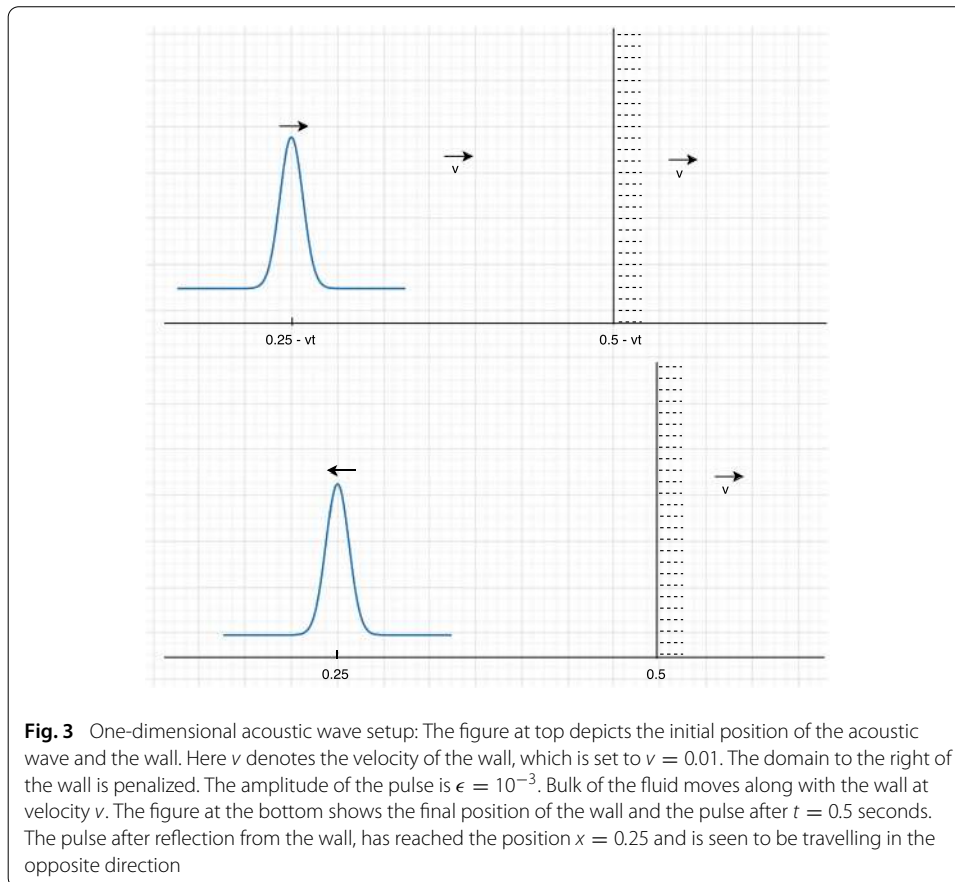 v
v
0.25 - vt
0.5 - vt
v
0.25
0.5
Fig. 3 One-dimensional acoustic wave setup: The figure at top depicts the initial position of the acoustic
wave and the wall. Here v denotes the velocity of the wall, which is set to v = 0.01. The domain to the right of
the wall is penalized. The amplitude of the pulse is ϵ = 10⁻³. Bulk of the fluid moves along with the wall at
velocity v. The figure at the bottom shows the final position of the wall and the pulse after t = 0.5 seconds.
The pulse after reflection from the wall, has reached the position x = 0.25 and is seen to be travelling in the
opposite direction